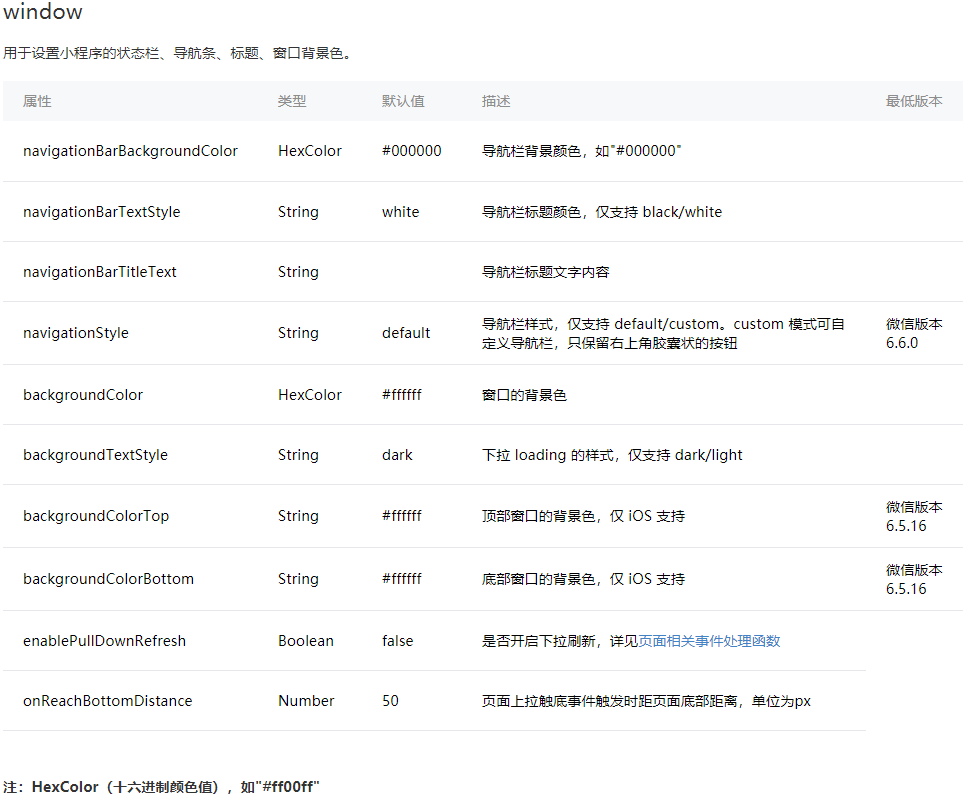 window
用于设置小程序的状态栏、导航条、标题、窗口背景色。
属性 类型 默认值 描述 最低版本
navigationBarBackgroundColor HexColor #000000 导航栏背景颜色，如"#000000"
navigationBarTextStyle String white 导航栏标题颜色，仅支持 black/white
navigationBarTitleText String 导航栏标题文字内容
navigationStyle String default 导航栏样式，仅支持 default/custom。custom 模式可自定义导航栏，只保留右上角胶囊状的按钮 微信版本 6.6.0
backgroundColor HexColor #ffffff 窗口的背景色
backgroundTextStyle String dark 下拉 loading 的样式，仅支持 dark/light
backgroundColorTop String #ffffff 顶部窗口的背景色，仅 iOS 支持 微信版本 6.5.16
backgroundColorBottom String #ffffff 底部窗口的背景色，仅 iOS 支持 微信版本 6.5.16
enablePullDownRefresh Boolean false 是否开启下拉刷新，详见页面相关事件处理函数
onReachBottomDistance Number 50 页面上拉触底事件触发时距页面底部距离，单位为px
注：HexColor（十六进制颜色值），如"#ff00ff"